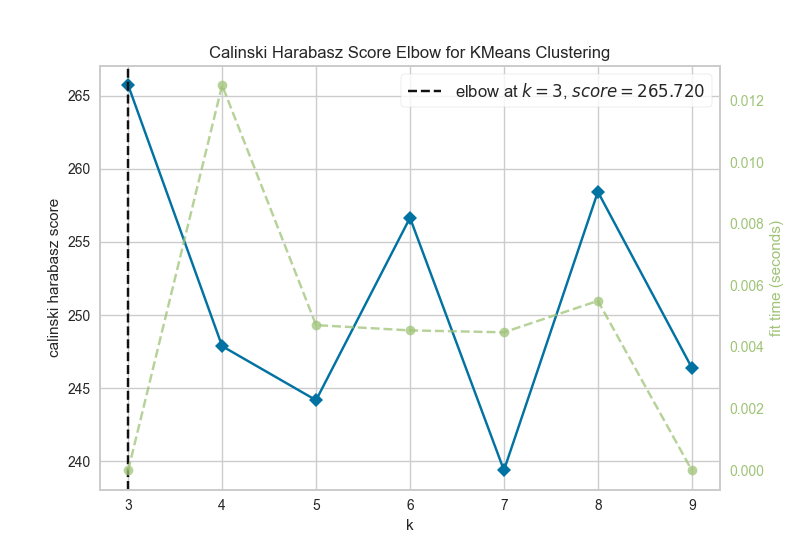 Calinski Harabasz Score Elbow for KMeans Clustering
elbow at k = 3, score = 265.720
calinski harabasz score
265
260
255
250
245
240
0.012
0.010
0.008
0.006
0.004
0.002
0.000
fit time (seconds)
3 4 5 6 7 8 9
k